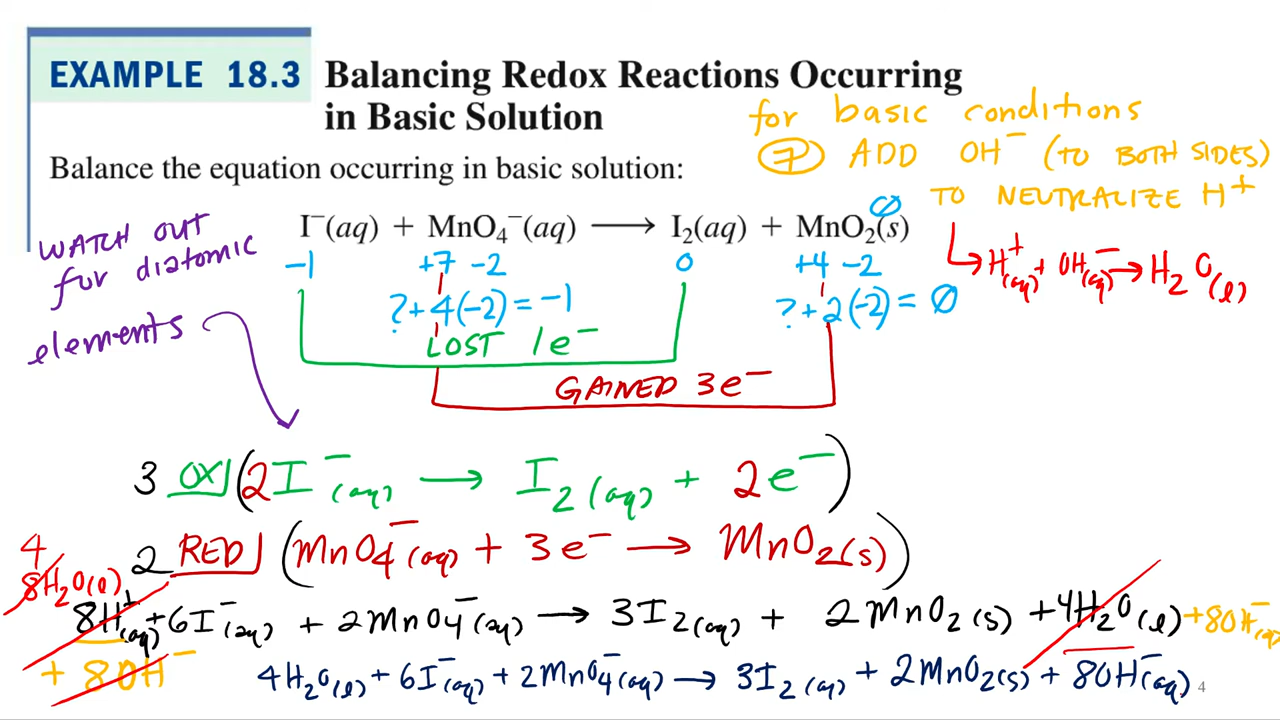 EXAMPLE 18.3 Balancing Redox Reactions Occurring
in Basic Solution
for basic conditions
⑦ ADD OH⁻ (TO BOTH SIDES)
TO NEUTRALIZE H⁺
H⁺(aq) + OH⁻(aq) → H₂O(l)
Balance the equation occurring in basic solution:
0
I⁻(aq) + MnO₄⁻(aq) ⟶ I₂(aq) + MnO₂(s)
-1 +7 -2 0 +4 -2
?+4(-2) = -1 ?+2(-2) = 0
LOST 1e⁻
GAINED 3e⁻
WATCH OUT
for diatomic
elements
3 OX (2I⁻(aq) → I₂(aq) + 2e⁻)
2 RED (MnO₄⁻(aq) + 3e⁻ → MnO₂(s))
4
8H₂O(l)
8H⁺(aq) + 6I⁻(aq) + 2MnO₄⁻(aq) → 3I₂(aq) + 2MnO₂(s) + 4H₂O(l) + 8OH⁻(aq)
+ 8OH⁻
4H₂O(l) + 6I⁻(aq) + 2MnO₄⁻(aq) → 3I₂(aq) + 2MnO₂(s) + 8OH⁻(aq)
4